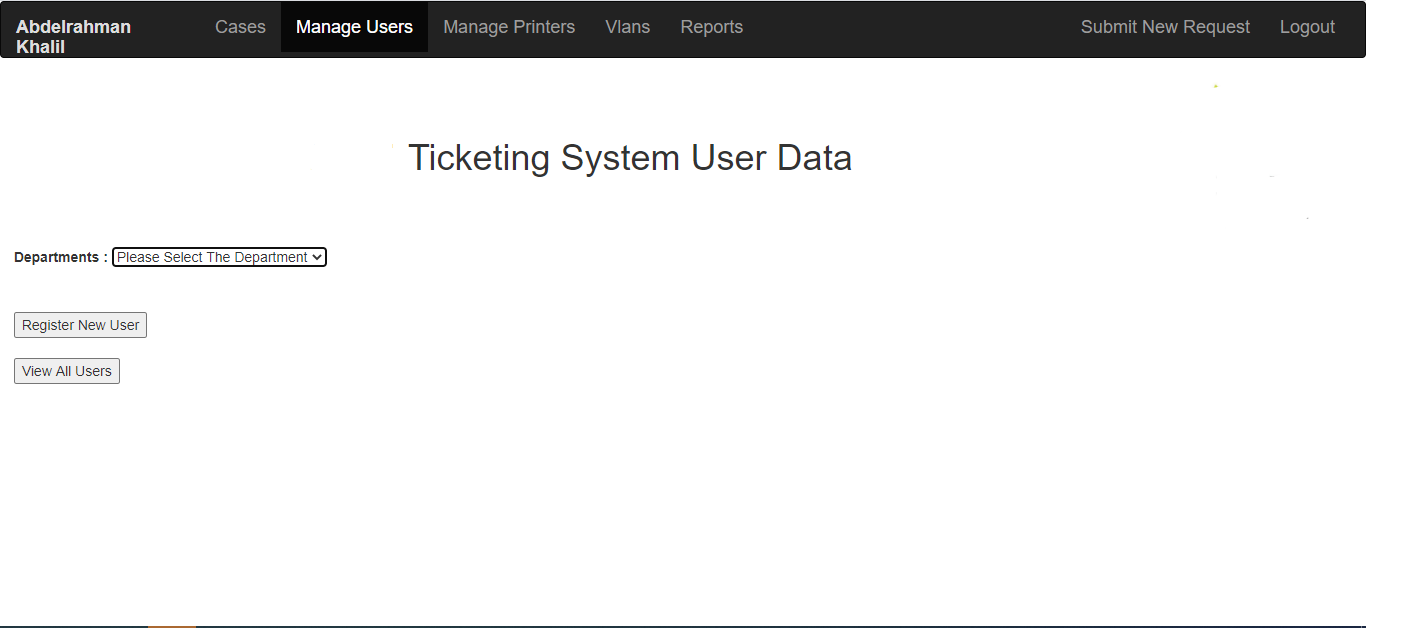 Abdelrahman
Khalil
Cases Manage Users Manage Printers Vlans Reports Submit New Request Logout
Ticketing System User Data
Departments : Please Select The Department
Register New User
View All Users